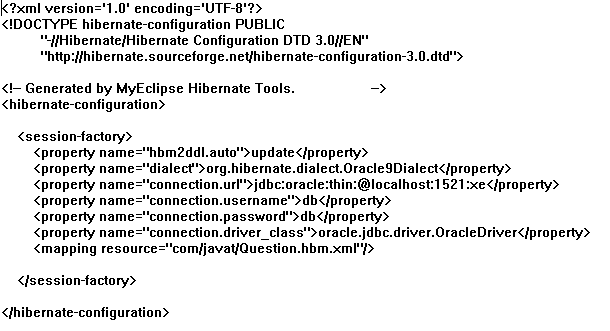 <?xml version='1.0' encoding='UTF-8'?>
<!DOCTYPE hibernate-configuration PUBLIC
"-//Hibernate/Hibernate Configuration DTD 3.0//EN"
"http://hibernate.sourceforge.net/hibernate-configuration-3.0.dtd">
<!-- Generated by MyEclipse Hibernate Tools. -->
<hibernate-configuration>
<session-factory>
<property name="hbm2ddl.auto">update</property>
<property name="dialect">org.hibernate.dialect.Oracle9Dialect</property>
<property name="connection.url">jdbc:oracle:thin:@localhost:1521:xe</property>
<property name="connection.username">db</property>
<property name="connection.password">db</property>
<property name="connection.driver_class">oracle.jdbc.driver.OracleDriver</property>
<mapping resource="com/javat/Question.hbm.xml"/>
</session-factory>
</hibernate-configuration>